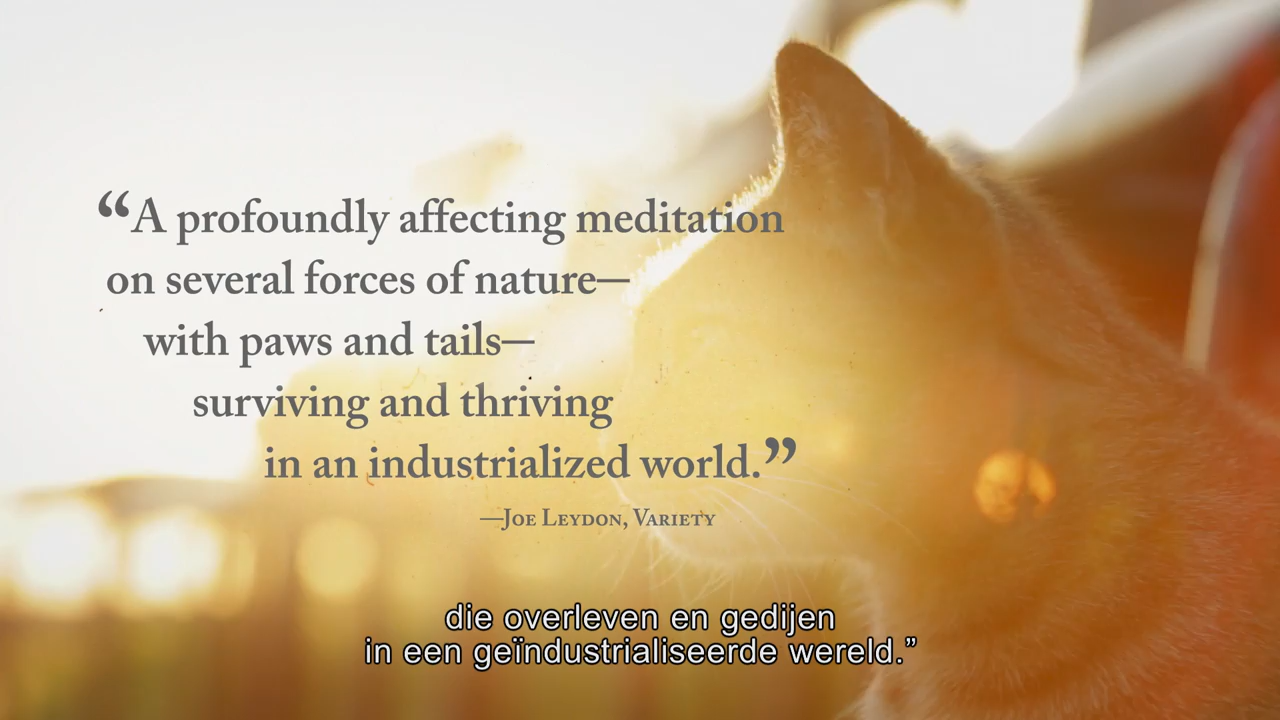 “A profoundly affecting meditation
on several forces of nature—
with paws and tails—
surviving and thriving
in an industrialized world.”
—Joe Leydon, Variety
die overleven en gedijen
in een geïndustrialiseerde wereld.”